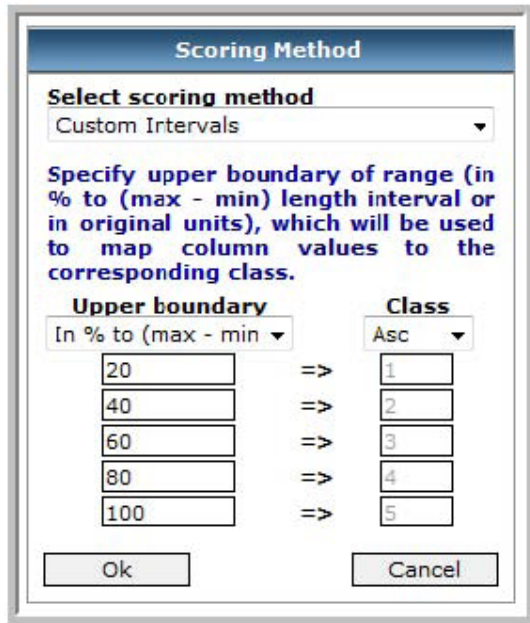 Scoring Method
Select scoring method
Custom Intervals
Specify upper boundary of range (in
% to (max - min) length interval or
in original units), which will be used
to map column values to the
corresponding class.
Upper boundary Class
In % to (max - min Asc
20 => 1
40 => 2
60 => 3
80 => 4
100 => 5
Ok Cancel